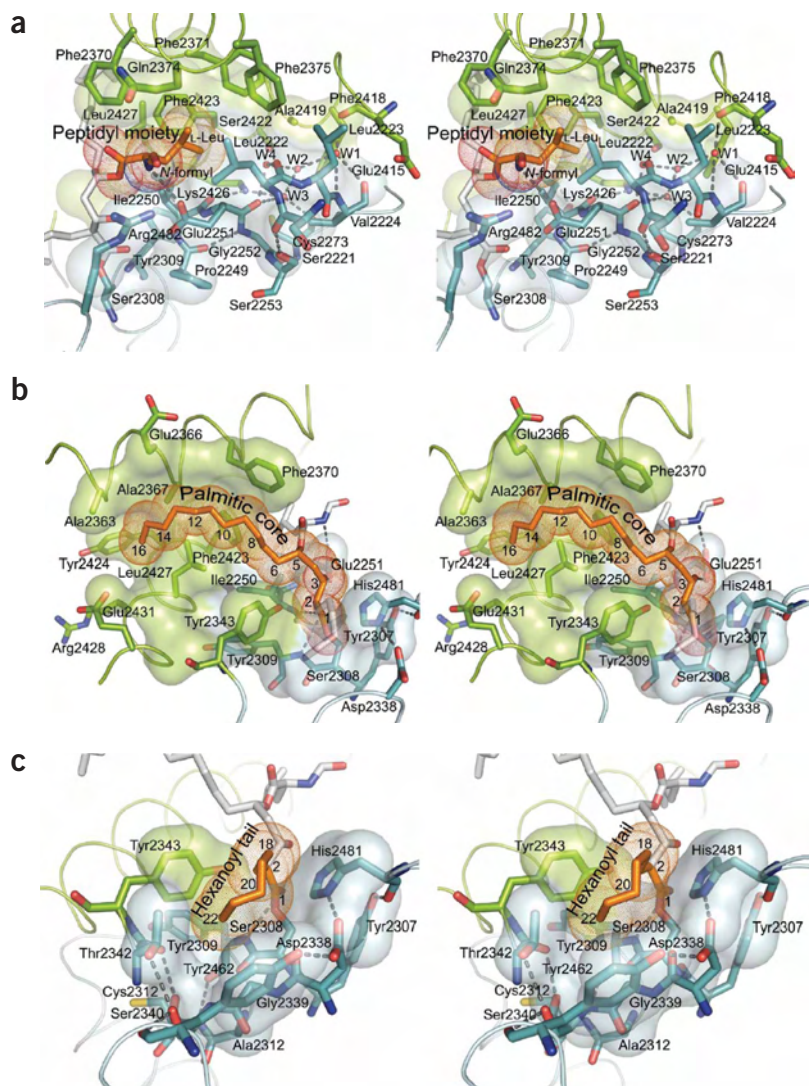 a
Phe2370
Phe2371
Gln2374
Phe2375
Leu2427
Phe2423
Ser2422
Ala2419
Phe2418
Peptidyl moiety
L-Leu
Leu2222
Leu2223
N-formyl
W4
W2
W1
Glu2415
Ile2250
Lys2426
W3
Val2224
Arg2482
Glu2251
Gly2252
Cys2273
Tyr2309
Pro2249
Ser2221
Ser2308
Ser2253
Phe2370
Phe2371
Gln2374
Phe2375
Leu2427
Phe2423
Ser2422
Ala2419
Phe2418
Peptidyl moiety
L-Leu
Leu2222
Leu2223
N-formyl
W4
W2
W1
Glu2415
Ile2250
Lys2426
W3
Val2224
Arg2482
Glu2251
Gly2252
Cys2273
Tyr2309
Pro2249
Ser2221
Ser2308
Ser2253
b
Glu2366
Phe2370
Ala2367
Palmitic core
Ala2363
16
14
12
10
8
6
5
3
2
1
Tyr2424
Phe2423
Glu2251
Leu2427
Ile2250
His2481
Glu2431
Tyr2343
Tyr2307
Arg2428
Tyr2309
Ser2308
Asp2338
Glu2366
Phe2370
Ala2367
Palmitic core
Ala2363
16
14
12
10
8
6
5
3
2
1
Tyr2424
Phe2423
Glu2251
Leu2427
Ile2250
His2481
Glu2431
Tyr2343
Tyr2307
Arg2428
Tyr2309
Ser2308
Asp2338
c
Tyr2343
Hexanoyl tail
18
2
20
1
22
His2481
Ser2308
Tyr2307
Thr2342
Tyr2309
Asp2338
Tyr2462
Cys2312
Gly2339
Ser2340
Ala2312
Tyr2343
Hexanoyl tail
18
2
20
1
22
His2481
Ser2308
Tyr2307
Thr2342
Tyr2309
Asp2338
Tyr2462
Cys2312
Gly2339
Ser2340
Ala2312